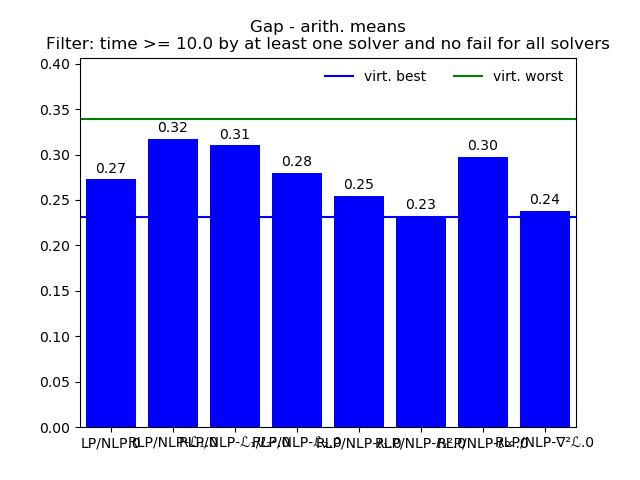 Gap - arith. means
Filter: time >= 10.0 by at least one solver and no fail for all solvers
virt. best virt. worst
0.40
0.35
0.30
0.25
0.20
0.15
0.10
0.05
0.00
0.27 0.32 0.31 0.28 0.25 0.23 0.30 0.24
LP/NLP